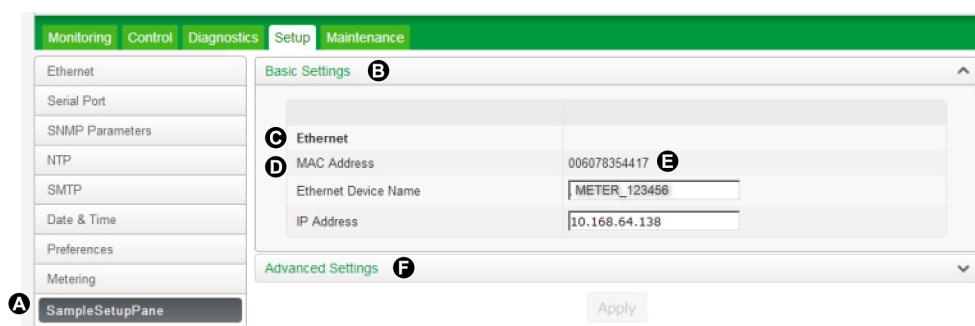 Monitoring Control Diagnostics Setup Maintenance
Ethernet
Serial Port
SNMP Parameters
NTP
SMTP
Date & Time
Preferences
Metering
A SampleSetupPane
Basic Settings B
C Ethernet
D MAC Address 006078354417 E
Ethernet Device Name , METER_123456
IP Address 10.168.64.138
Advanced Settings F
Apply